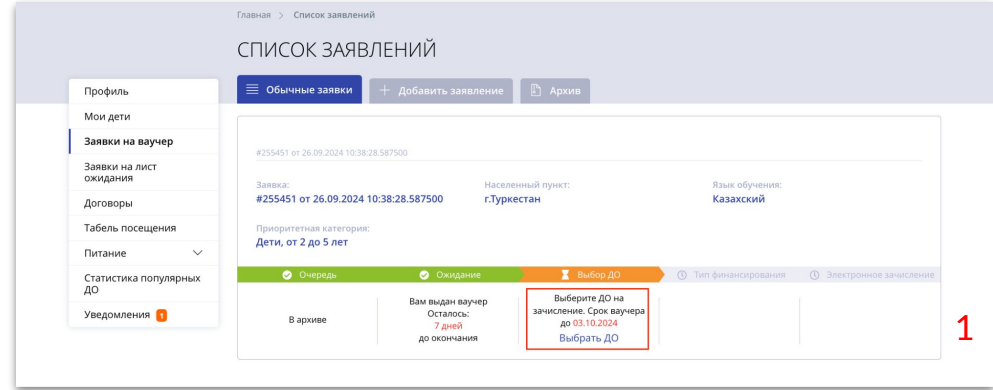 Главная > Список заявлений
СПИСОК ЗАЯВЛЕНИЙ
Обычные заявки
Добавить заявление
Архив
Профиль
Мои дети
Заявки на ваучер
Заявки на лист
ожидания
Договоры
Табель посещения
Питание
Статистика популярных
ДО
Уведомления 1
#255451 от 26.09.2024 10:38:28.587500
Заявка:
#255451 от 26.09.2024 10:38:28.587500
Населенный пункт:
г.Туркестан
Язык обучения:
Казахский
Приоритетная категория:
Дети, от 2 до 5 лет
Очередь
Ожидание
Выбор ДО
Тип финансирования
Электронное зачисление
В архиве
Вам выдан ваучер
Осталось:
7 дней
до окончания
Выберите ДО на
зачисление. Срок ваучера
до 03.10.2024
Выбрать ДО
1